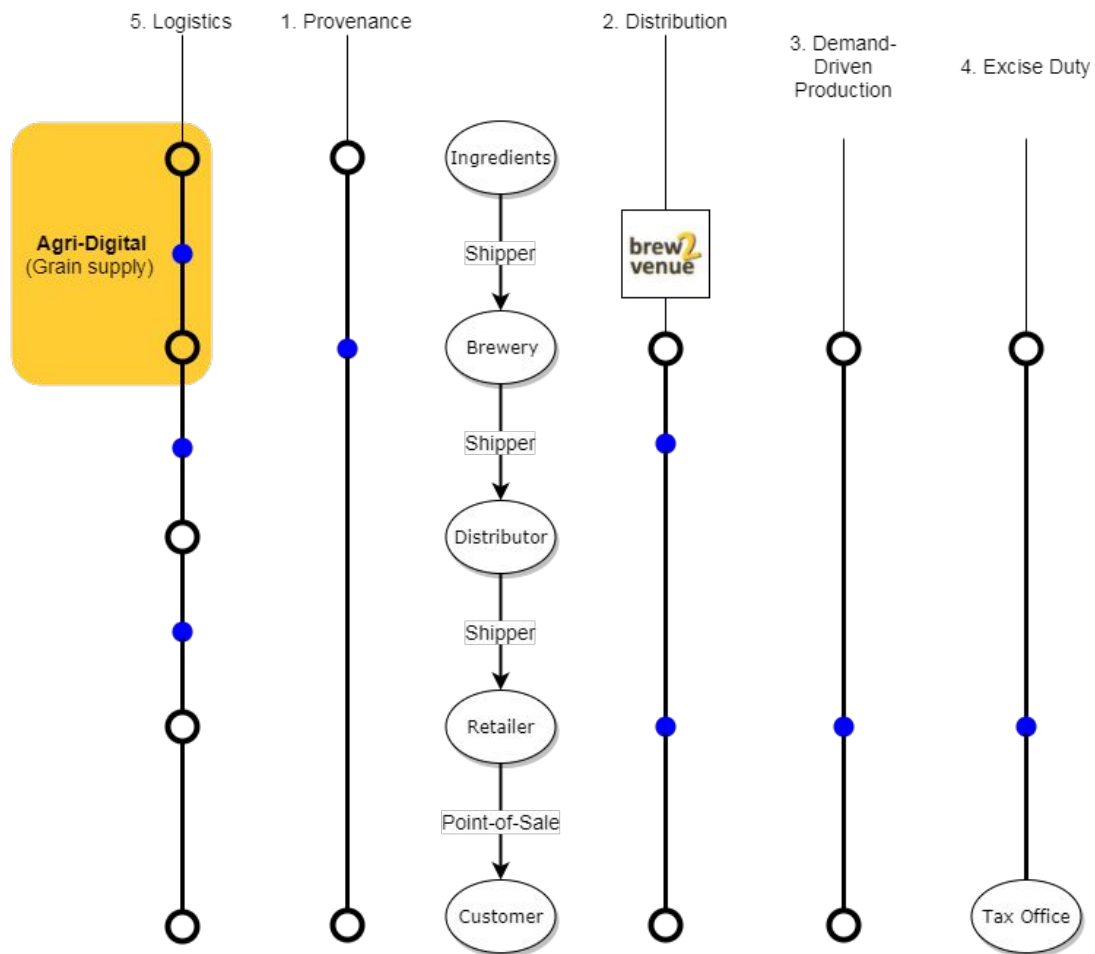 5. Logistics
1. Provenance
2. Distribution
3. Demand-
Driven
Production
4. Excise Duty
Ingredients
Agri-Digital
(Grain supply)
Shipper
brew2
venue
Brewery
Shipper
Distributor
Shipper
Retailer
Point-of-Sale
Customer
Tax Office